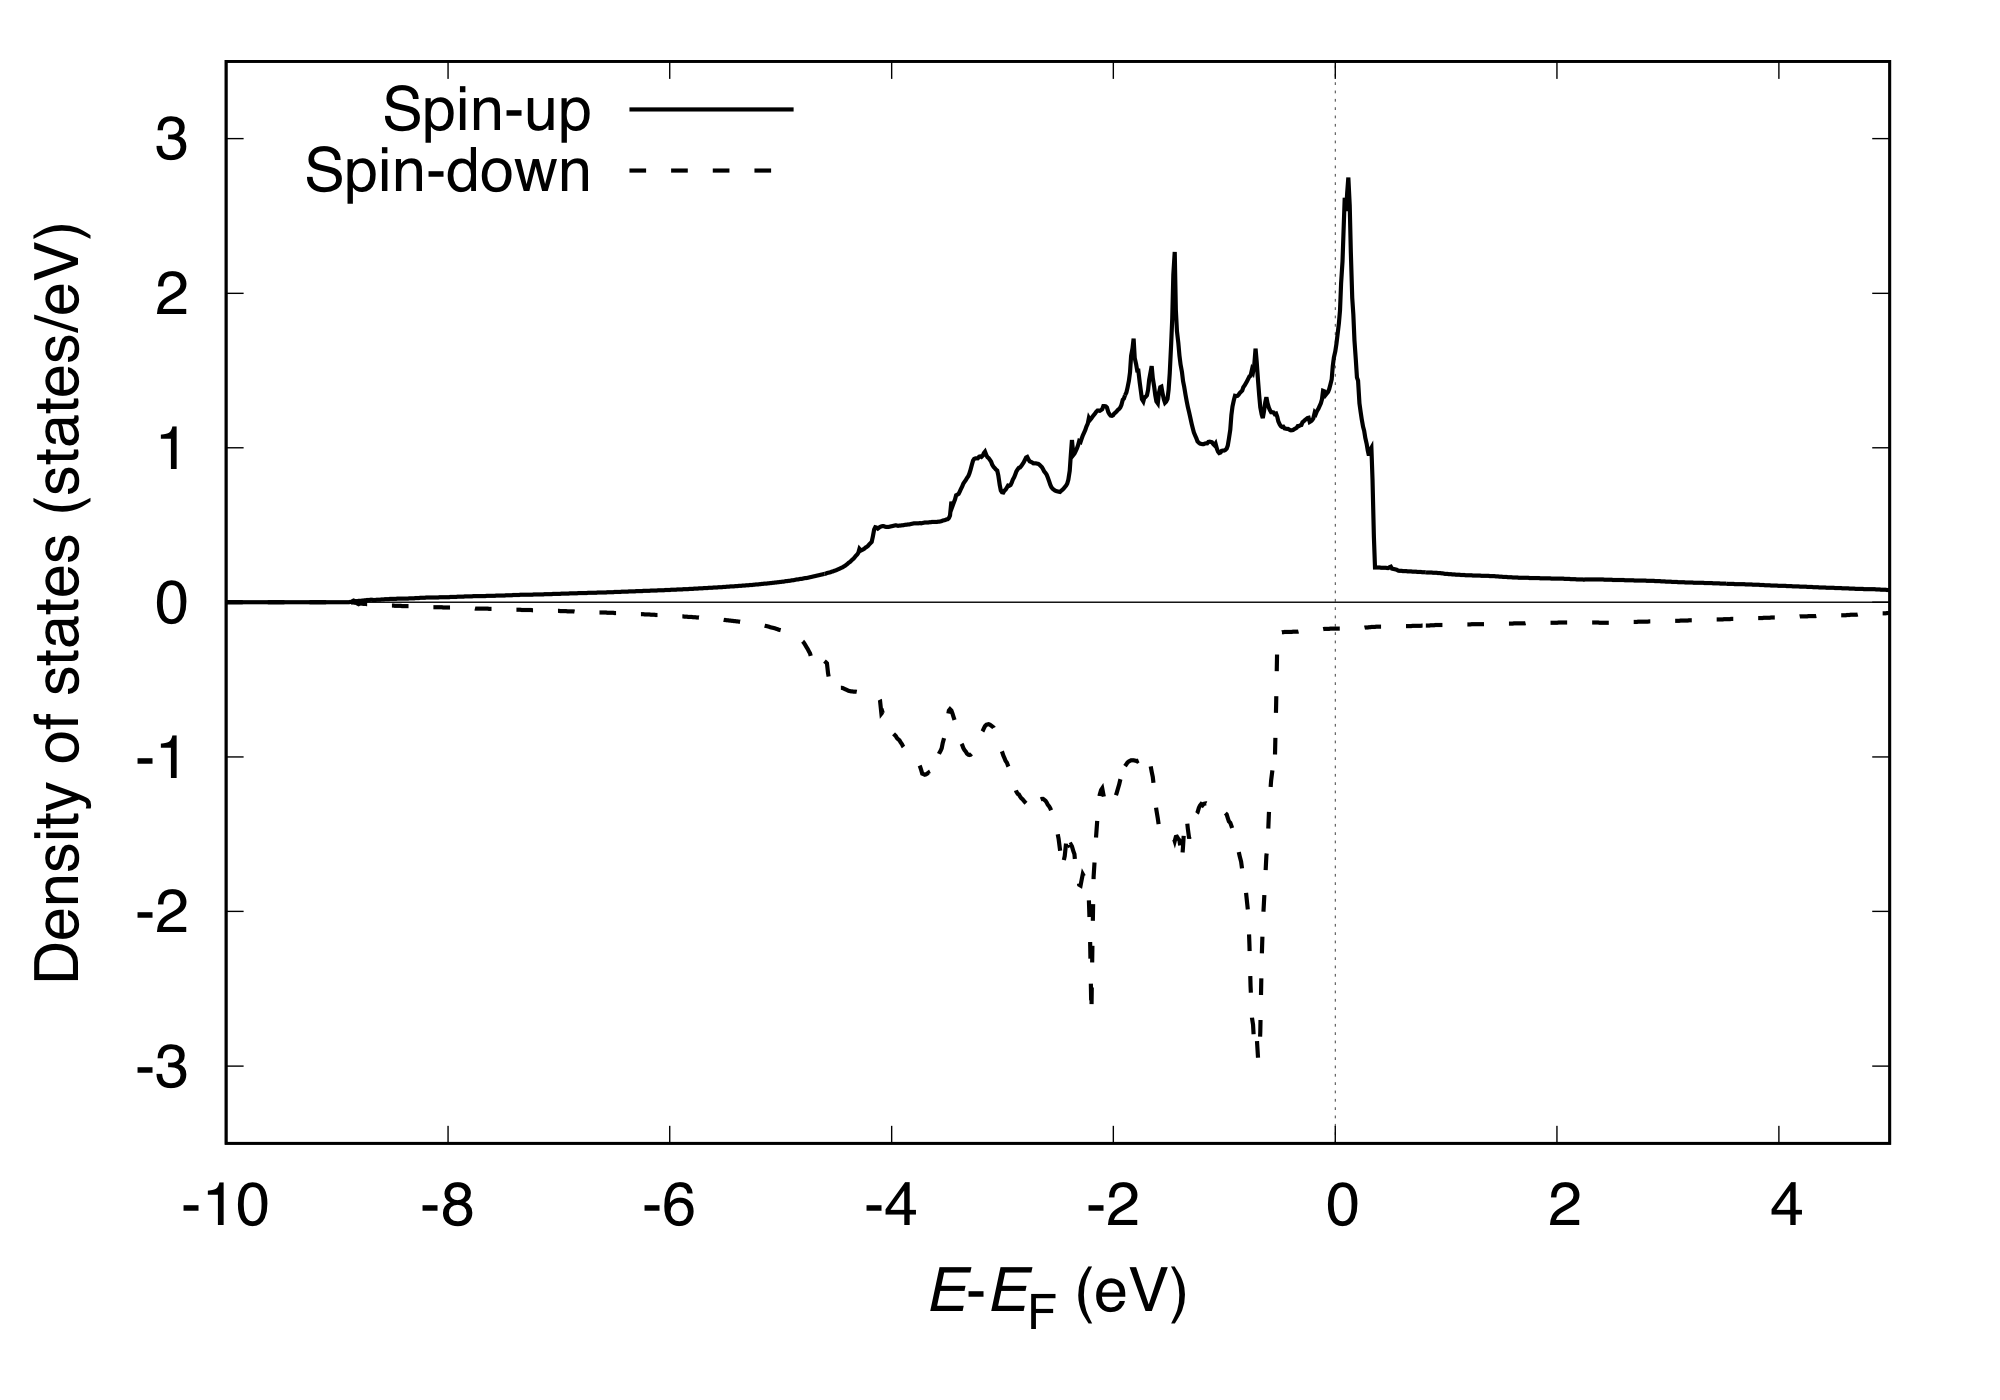 Spin-up
Spin-down
Density of states (states/eV)
3
2
1
0
-1
-2
-3
-10 -8 -6 -4 -2 0 2 4
E-EF (eV)